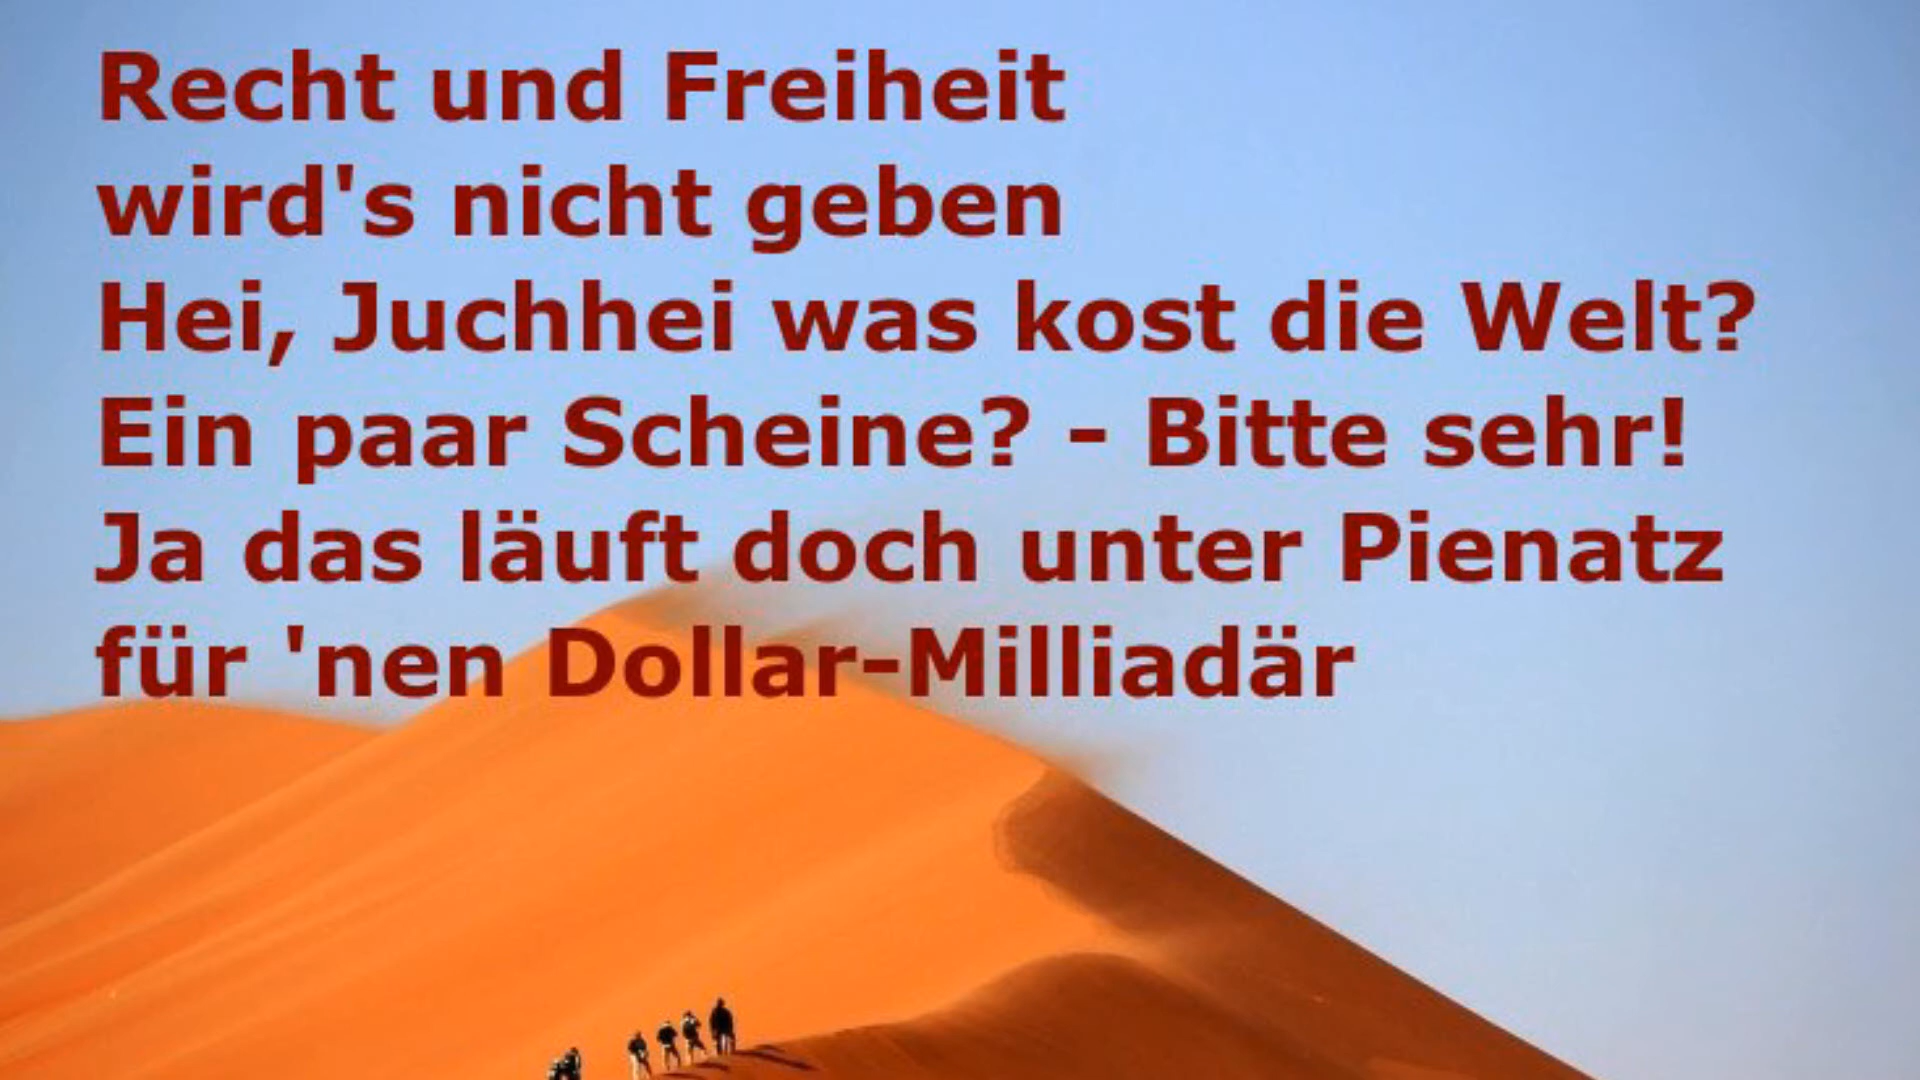 Recht und Freiheit
wird's nicht geben
Hei, Juchhei was kost die Welt?
Ein paar Scheine? - Bitte sehr!
Ja das läuft doch unter Pienatz
für 'nen Dollar-Milliadär